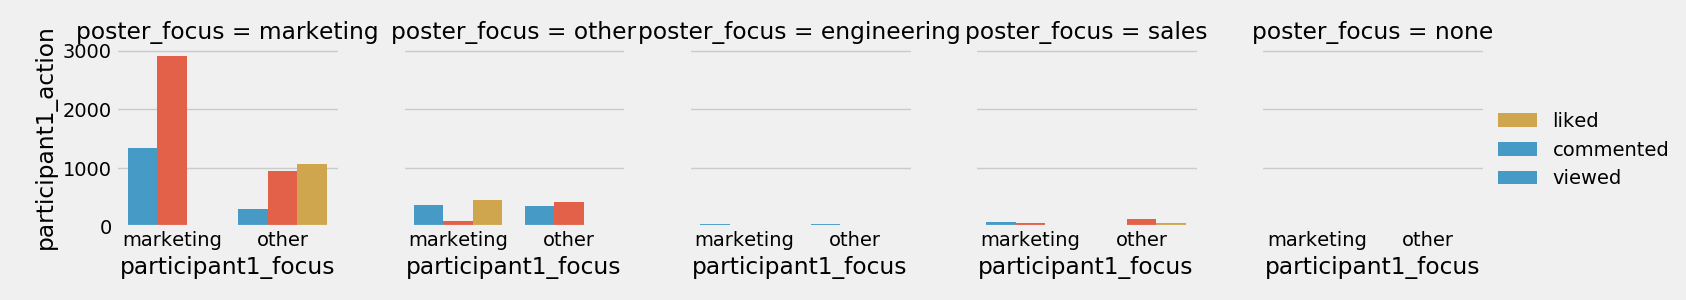 poster_focus = marketing
poster_focus = other
poster_focus = engineering
poster_focus = sales
poster_focus = none
participant1_action
3000
2000
1000
0
marketing
other
marketing
other
marketing
other
marketing
other
marketing
other
participant1_focus
participant1_focus
participant1_focus
participant1_focus
participant1_focus
liked
commented
viewed